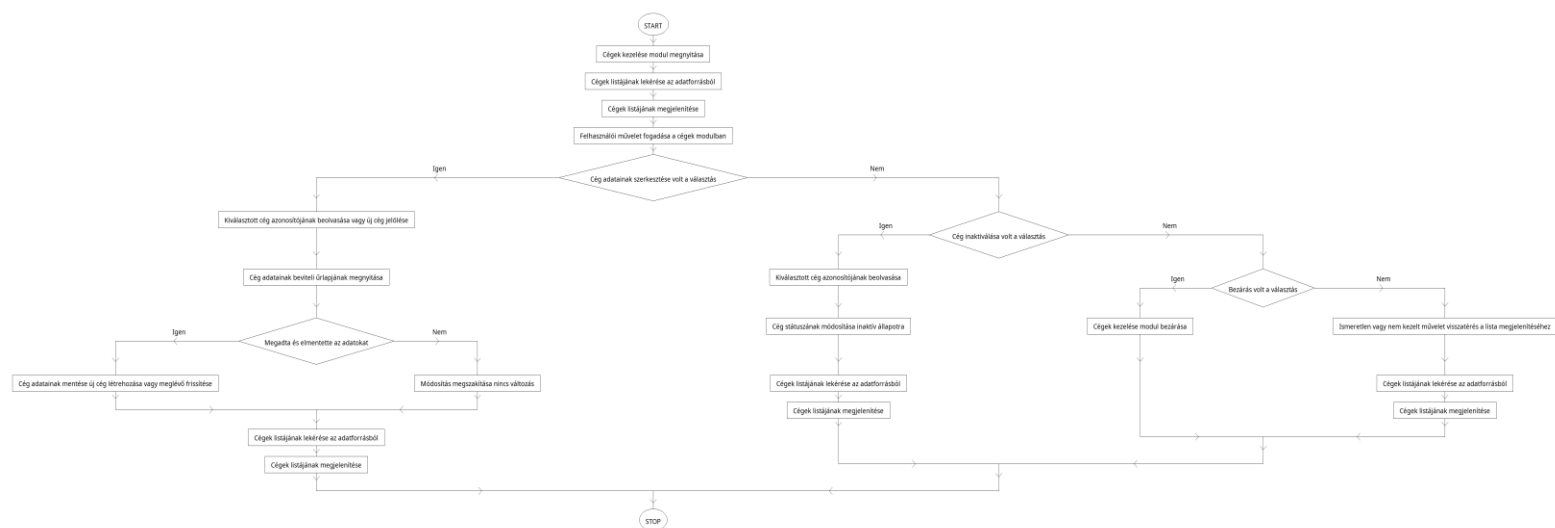 START
Cégek kezelése modul megnyitása
Cégek listájának lekérése az adatforrásból
Cégek listájának megjelenítése
Felhasználói művelet fogadása a cégek modulban
Cég adatainak szerkesztése volt a választás
Igen
Nem
Kiválasztott cég azonosítójának beolvasása vagy új cég jelölése
Cég adatainak beviteli űrlapjának megnyitása
Megadta és elmentette az adatokat
Igen
Nem
Cég adatainak mentése új cég létrehozása vagy meglévő frissítése
Módosítás megszakítása nincs változás
Cégek listájának lekérése az adatforrásból
Cégek listájának megjelenítése
Cég inaktiválása volt a választás
Igen
Nem
Kiválasztott cég azonosítójának beolvasása
Cég státuszának módosítása inaktív állapotra
Cégek listájának lekérése az adatforrásból
Cégek listájának megjelenítése
Bezárás volt a választás
Igen
Nem
Cégek kezelése modul bezárása
Ismeretlen vagy nem kezelt művelet visszatérés a lista megjelenítéséhez
Cégek listájának lekérése az adatforrásból
Cégek listájának megjelenítése
STOP